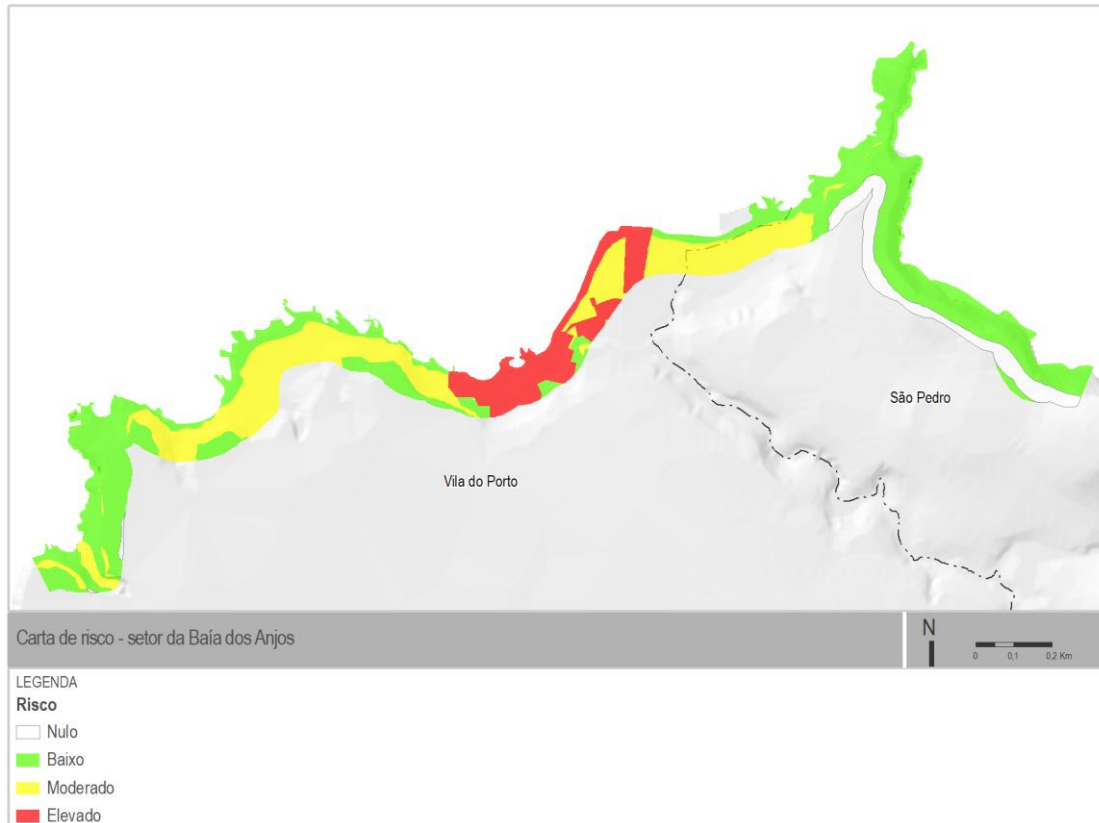 São Pedro
Vila do Porto
Carta de risco - setor da Baía dos Anjos
N
0 0,1 0,2 Km
LEGENDA
Risco
Nulo
Baixo
Moderado
Elevado